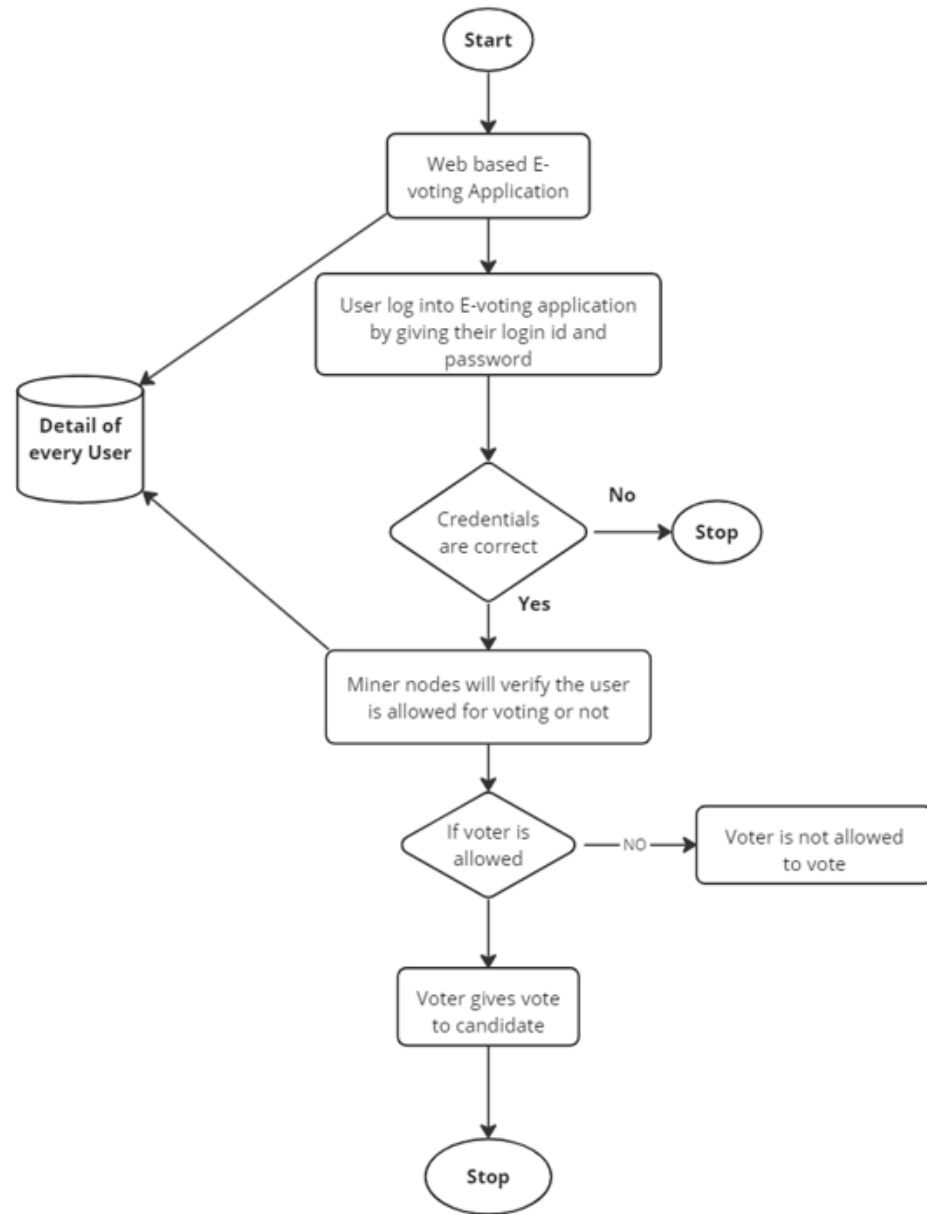 Start
Web based E-
voting Application
User log into E-voting application
by giving their login id and
password
Detail of
every User
Credentials
are correct
No
Stop
Yes
Miner nodes will verify the user
is allowed for voting or not
If voter is
allowed
NO
Voter is not allowed
to vote
Voter gives vote
to candidate
Stop